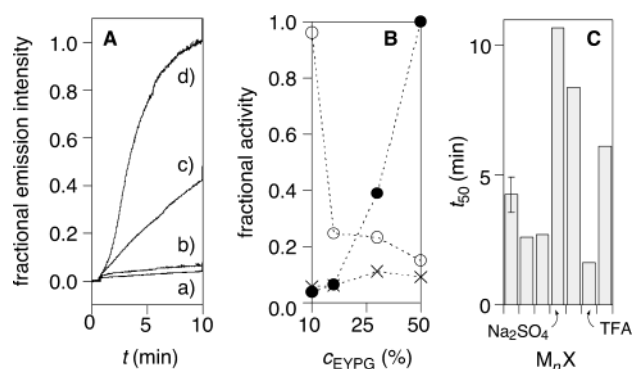 A
fractional emission intensity
1.0
0.8
0.6
0.4
0.2
0.0
d)
c)
b)
a)
0
5
10
t (min)
B
fractional activity
1.0
0.8
0.6
0.4
0.2
0.0
10
25
50
cEYPG (%)
C
t50 (min)
10
5
0
Na2SO4
TFA
MnX